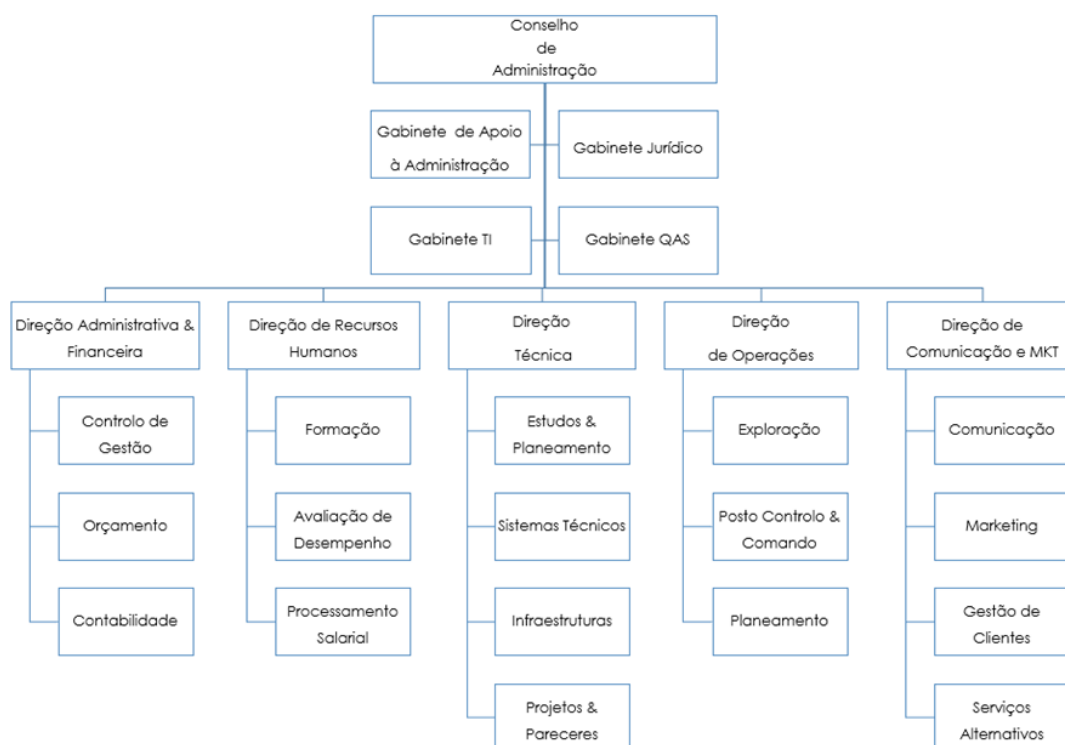 Conselho
de
Administração
Gabinete de Apoio
à Administração
Gabinete Jurídico
Gabinete TI
Gabinete QAS
Direção Administrativa &
Financeira
Direção de Recursos
Humanos
Direção
Técnica
Direção
de Operações
Direção de
Comunicação e MKT
Controlo de
Gestão
Orçamento
Contabilidade
Formação
Avaliação de
Desempenho
Processamento
Salarial
Estudos &
Planeamento
Sistemas Técnicos
Infraestruturas
Projetos &
Pareceres
Exploração
Posto Controlo &
Comando
Planeamento
Comunicação
Marketing
Gestão de
Clientes
Serviços
Alternativos